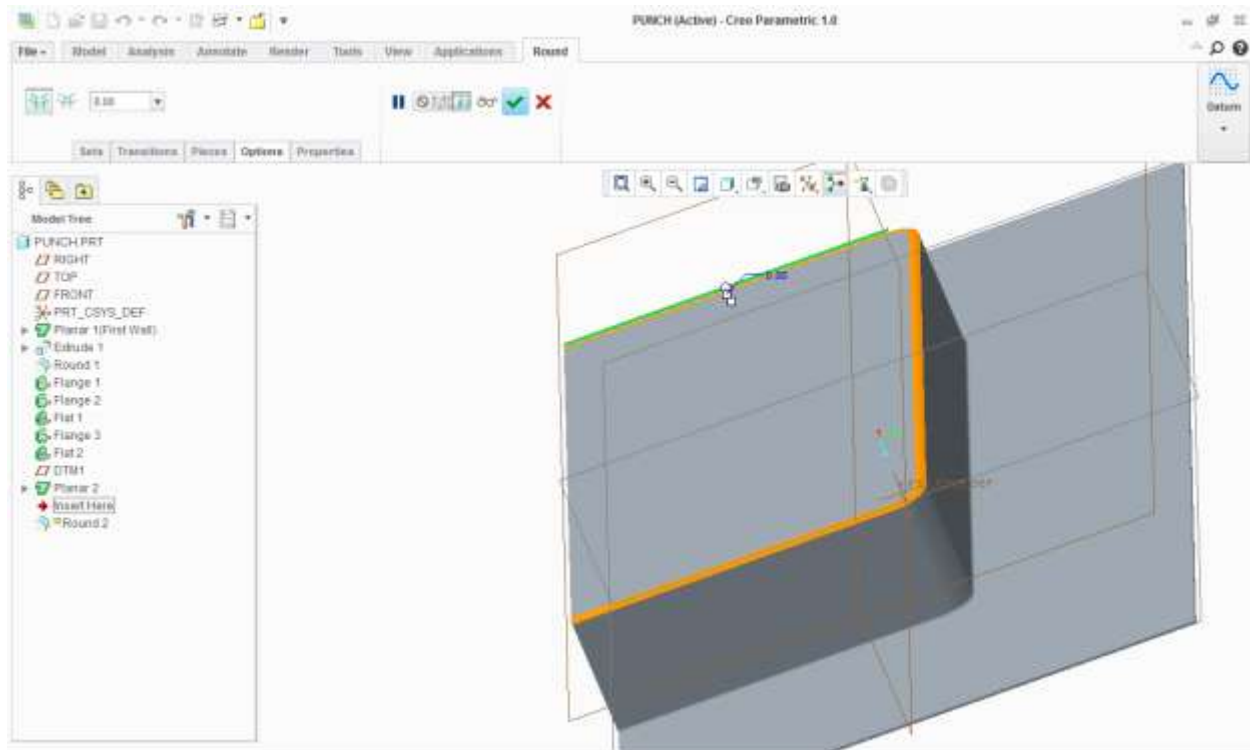 PUNCH (Active) - Creo Parametric 1.0
File Model Analysis Annotate Render Tools View Applications Round
Datum
Sets Transitions Pieces Options Properties
Model Tree
PUNCH.PRT
RIGHT
TOP
FRONT
PRT_CSYS_DEF
Planar 1(First Wall)
Extrude 1
Round 1
Flange 1
Flange 2
Flat 1
Flange 3
Flat 2
DTM1
Planar 2
Insert Here
Round 2